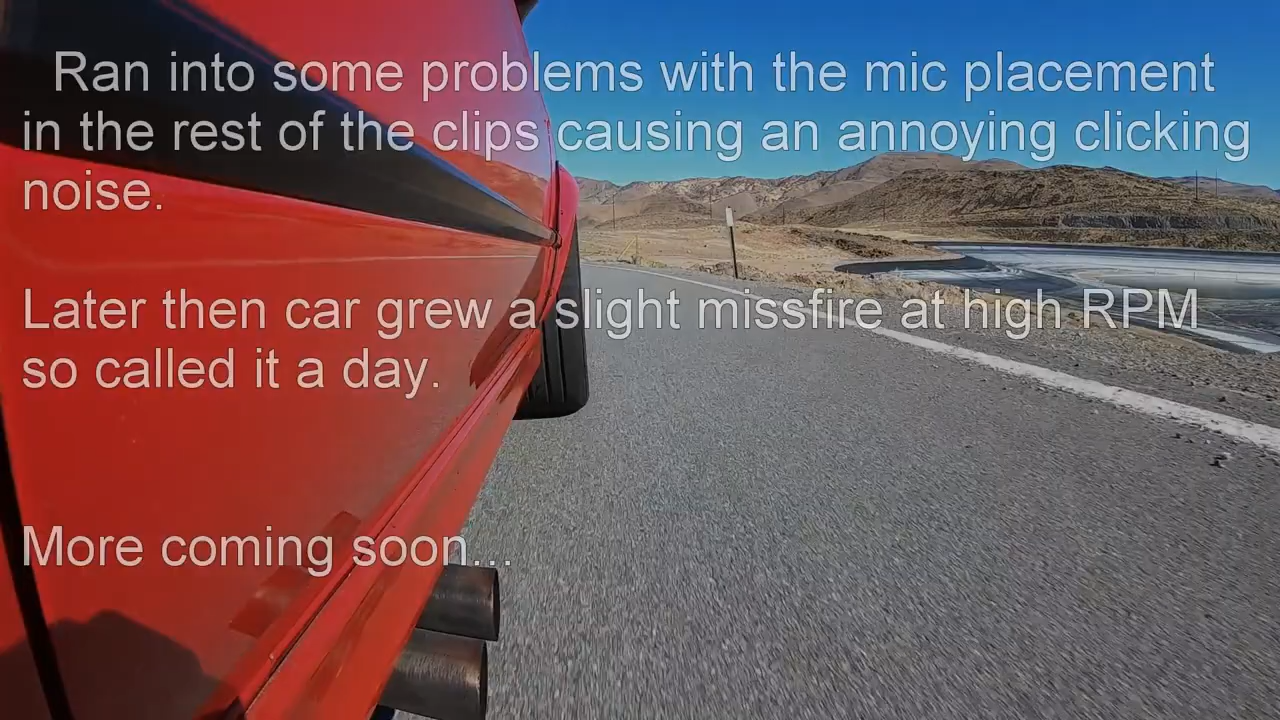 Ran into some problems with the mic placement
in the rest of the clips causing an annoying clicking
noise.
Later then car grew a slight missfire at high RPM
so called it a day.
More coming soon...